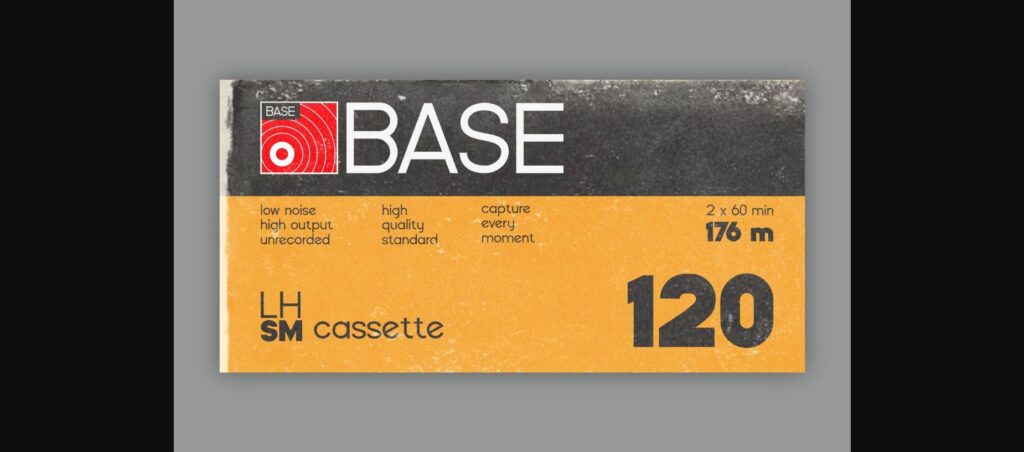 BASE
BASE
low noise
high output
unrecorded
high
quality
standard
capture
every
moment
2 x 60 min
176 m
LH
SM cassette
120